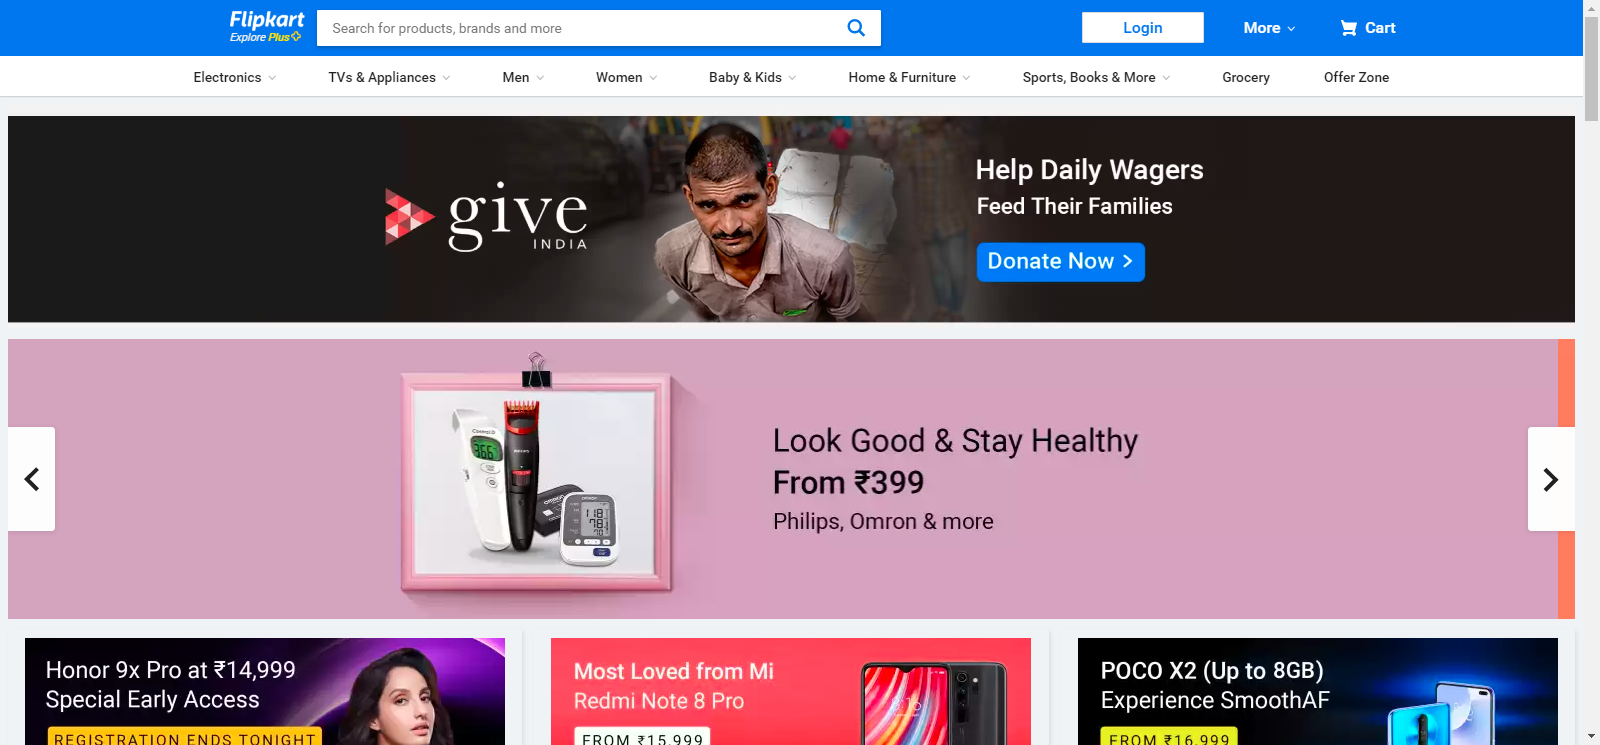 Flipkart
Explore Plus
Search for products, brands and more
Login
More
Cart
Electronics
TVs & Appliances
Men
Women
Baby & Kids
Home & Furniture
Sports, Books & More
Grocery
Offer Zone
give
INDIA
Help Daily Wagers
Feed Their Families
Donate Now >
Look Good & Stay Healthy
From ₹399
Philips, Omron & more
Honor 9x Pro at ₹14,999
Special Early Access
REGISTRATION ENDS TONIGHT
Most Loved from Mi
Redmi Note 8 Pro
FROM ₹15,999
POCO X2 (Up to 8GB)
Experience SmoothAF
FROM ₹16,999